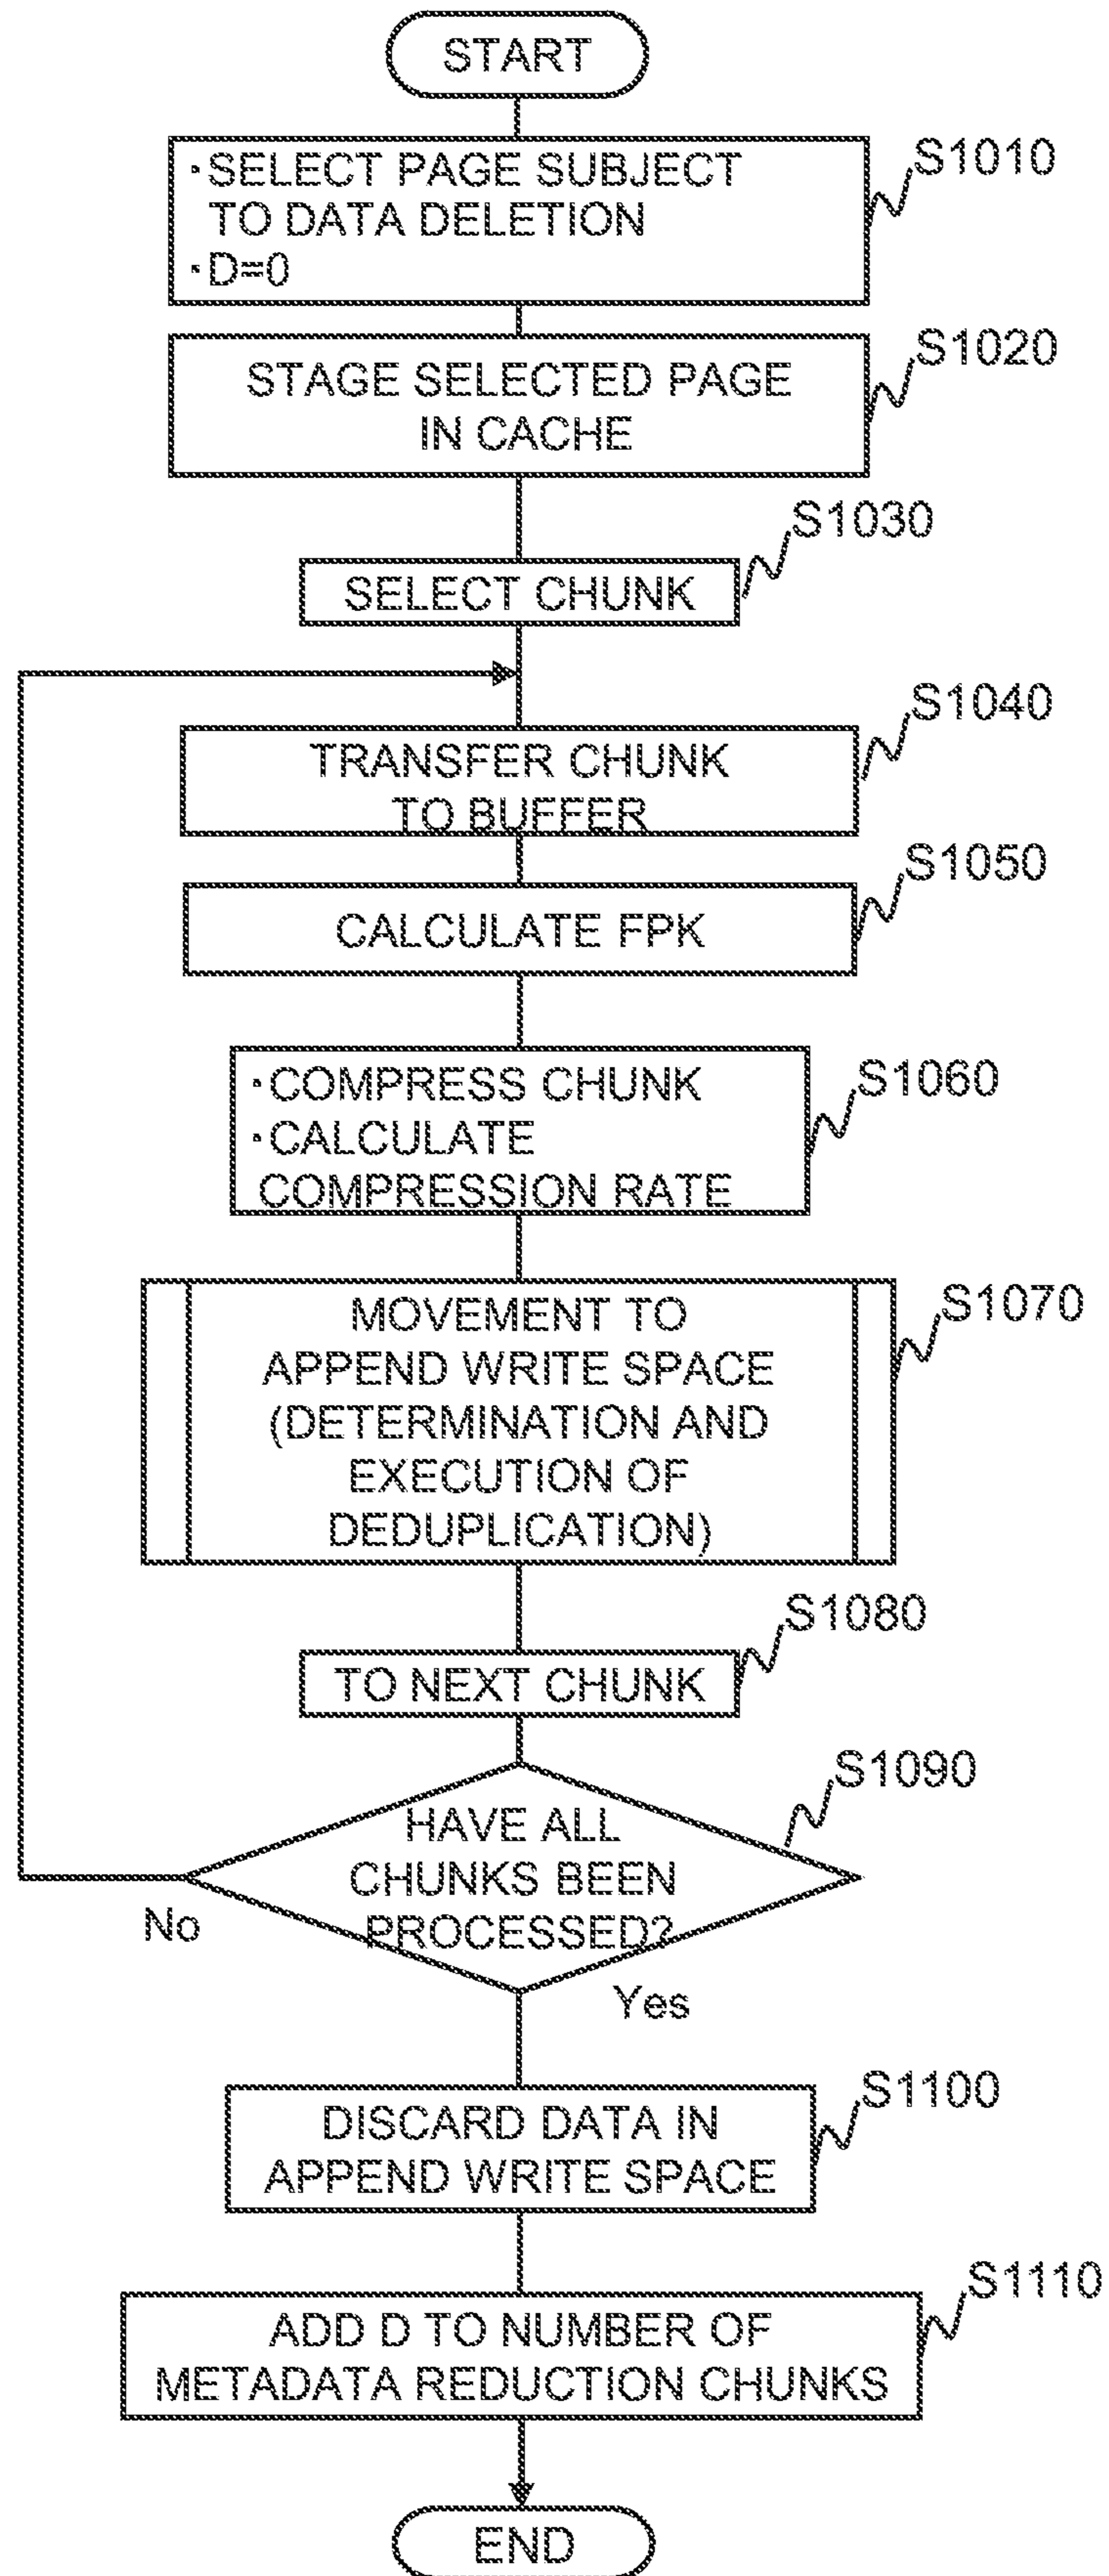 START
·SELECT PAGE SUBJECT
TO DATA DELETION
·D=0
S1010
STAGE SELECTED PAGE
IN CACHE
S1020
SELECT CHUNK
S1030
TRANSFER CHUNK
TO BUFFER
S1040
CALCULATE FPK
S1050
·COMPRESS CHUNK
·CALCULATE
COMPRESSION RATE
S1060
MOVEMENT TO
APPEND WRITE SPACE
(DETERMINATION AND
EXECUTION OF
DEDUPLICATION)
S1070
TO NEXT CHUNK
S1080
HAVE ALL
CHUNKS BEEN
PROCESSED?
S1090
No
Yes
DISCARD DATA IN
APPEND WRITE SPACE
S1100
ADD D TO NUMBER OF
METADATA REDUCTION CHUNKS
S1110
END